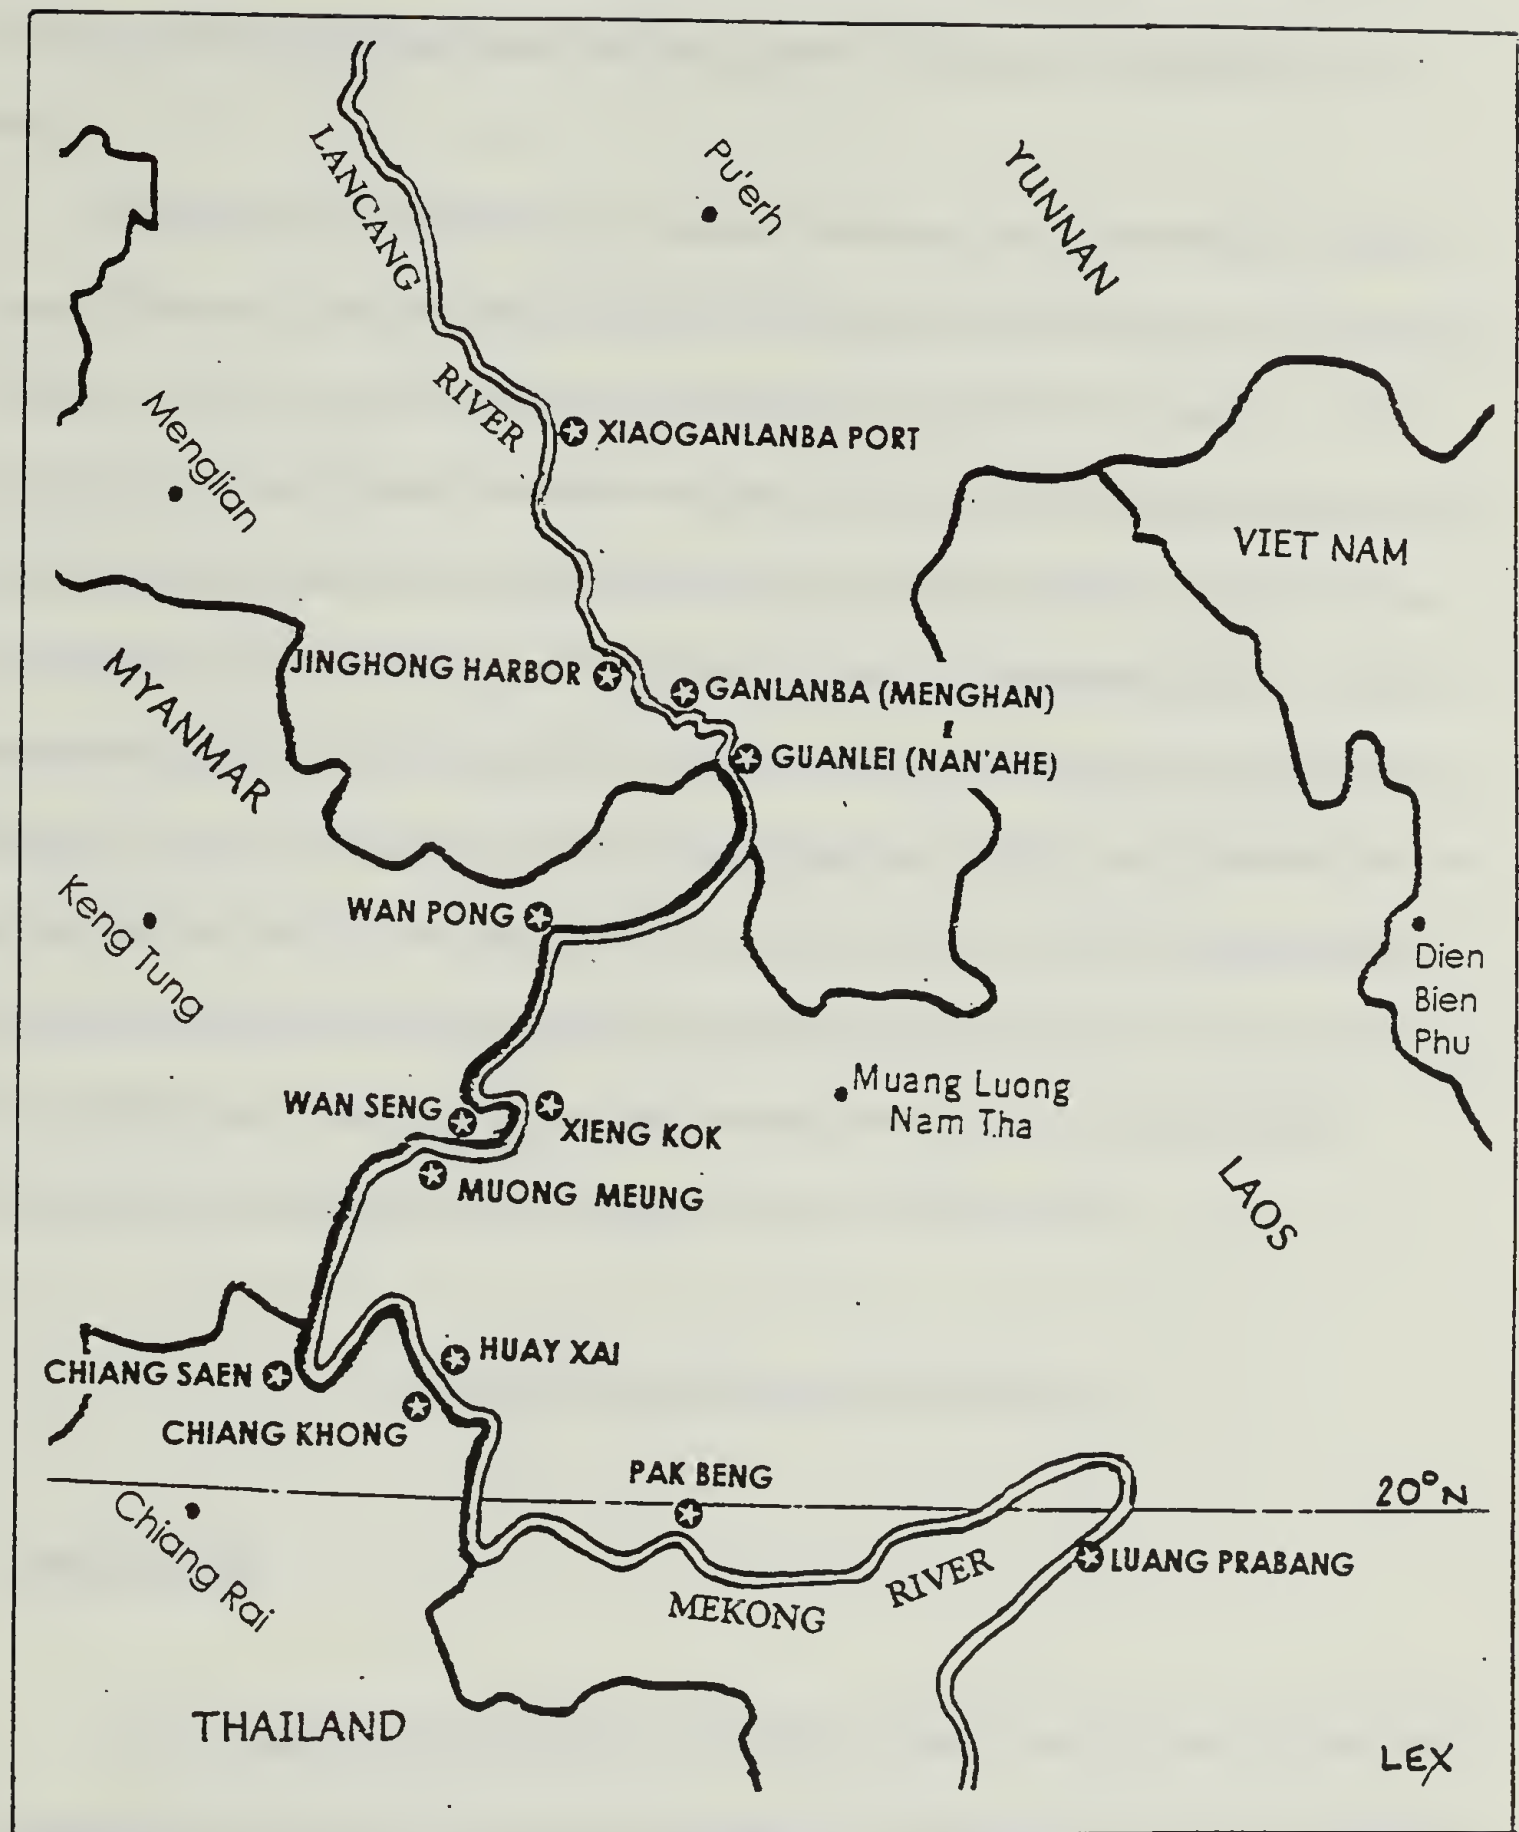 LANCANG
RIVER
Pu'erh
YUNNAN
Menglian
XIAOGANLANBA PORT
VIET NAM
MYANMAR
JINGHONG HARBOR
GANLANBA (MENGHAN)
GUANLEI (NAN'AHE)
Keng Tung
WAN PONG
Dien
Bien
Phu
WAN SENG
XIENG KOK
Muang Luong
Nam Tha
MUONG MEUNG
LAOS
CHIANG SAEN
HUAY XAI
CHIANG KHONG
PAK BENG
20°N
Chiang Rai
MEKONG
RIVER
LUANG PRABANG
THAILAND
LEX